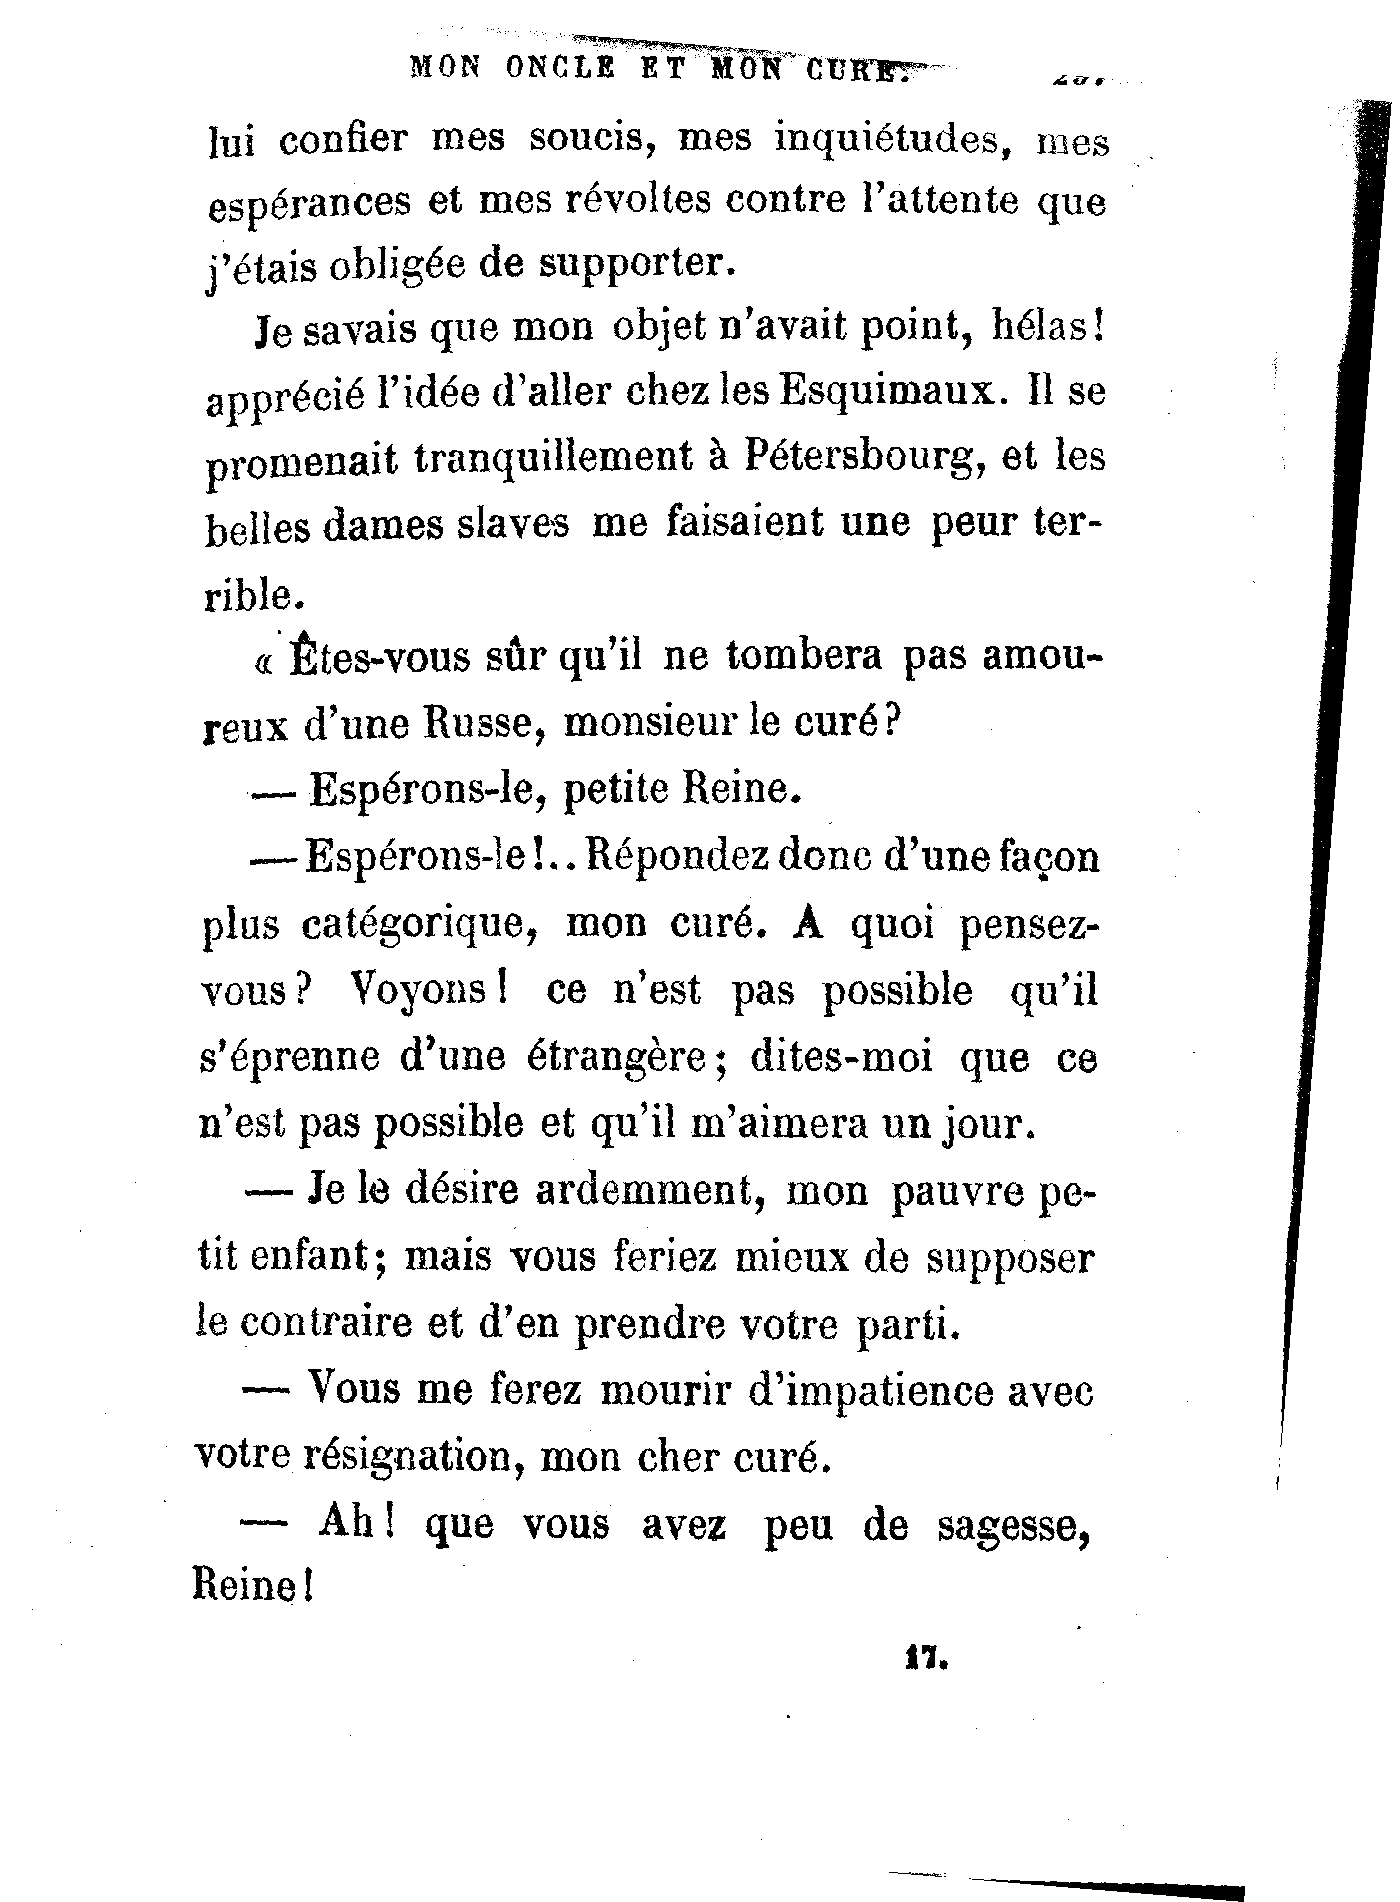 MON ONCLE ET MON CURÉ.
lui confier mes soucis, mes inquiétudes, mes
espérances et mes révoltes contre l'attente que
j'étais obligée de supporter.
Je savais que mon objet n'avait point, hélas!
apprécié l'idée d'aller chez les Esquimaux. Il se
promenait tranquillement à Pétersbourg, et les
belles dames slaves me faisaient une peur ter-
rible.
« Êtes-vous sûr qu'il ne tombera pas amou-
reux d'une Russe, monsieur le curé?
— Espérons-le, petite Reine.
— Espérons-le!.. Répondez donc d'une façon
plus catégorique, mon curé. A quoi pensez-
vous? Voyons! ce n'est pas possible qu'il
s'éprenne d'une étrangère; dites-moi que ce
n'est pas possible et qu'il m'aimera un jour.
— Je le désire ardemment, mon pauvre pe-
tit enfant; mais vous feriez mieux de supposer
le contraire et d'en prendre votre parti.
— Vous me ferez mourir d'impatience avec
votre résignation, mon cher curé.
— Ah! que vous avez peu de sagesse,
Reine!
17.